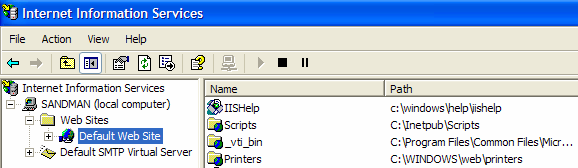 Internet Information Services
File Action View Help
Internet Information Services
SANDMAN (local computer)
Web Sites
Default Web Site
Default SMTP Virtual Server
Name Path
IISHelp c:\windows\help\iishelp
Scripts c:\Inetpub\Scripts
_vti_bin C:\Program Files\Common Files\Micr...
Printers C:\WINDOWS\web\printers